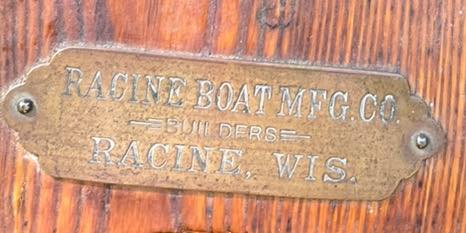 RACINE BOAT MFG. CO.
BUILDERS
RACINE, WIS.